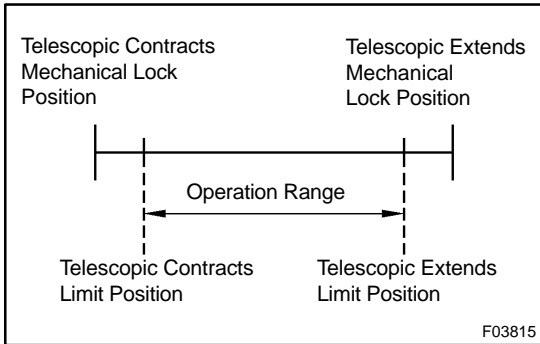 Telescopic Contracts
Mechanical Lock
Position
Telescopic Extends
Mechanical
Lock Position
Operation Range
Telescopic Contracts
Limit Position
Telescopic Extends
Limit Position
F03815